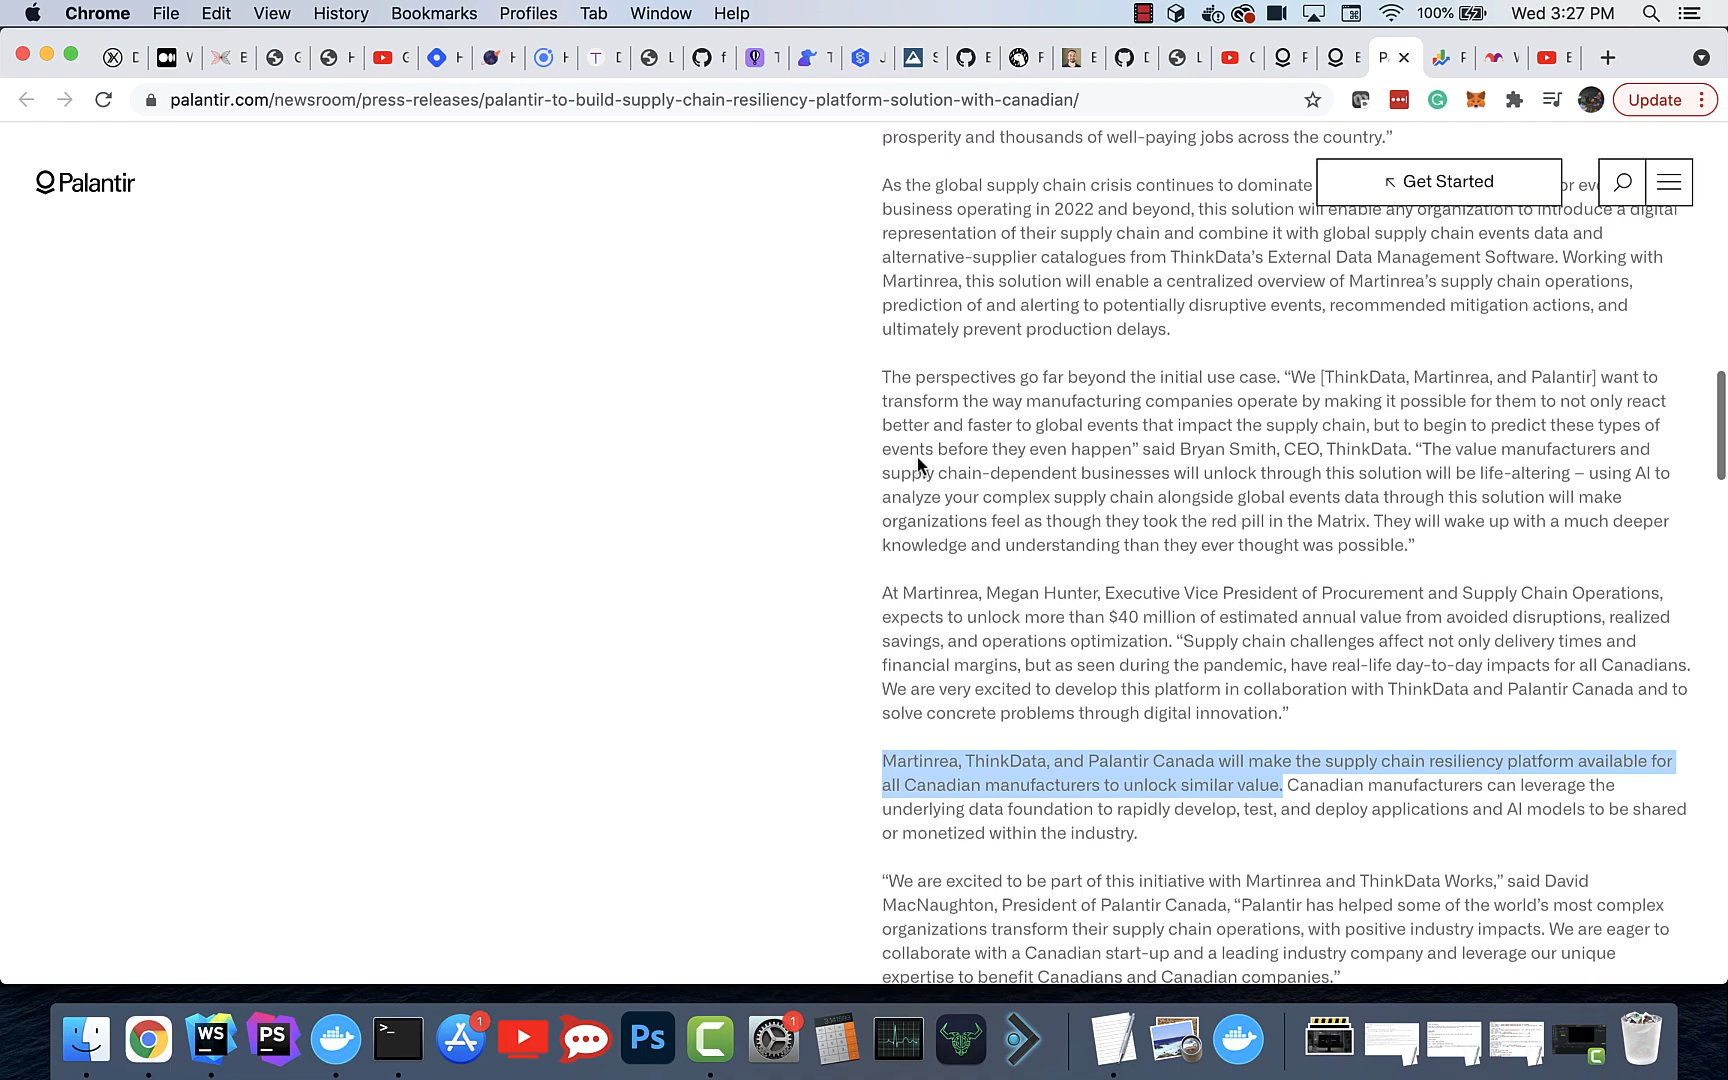 Chrome File Edit View History Bookmarks Profiles Tab Window Help 100% Wed 3:27 PM
palantir.com/newsroom/press-releases/palantir-to-build-supply-chain-resiliency-platform-solution-with-canadian/ Update
prosperity and thousands of well-paying jobs across the country.”
Palantir
Get Started
As the global supply chain crisis continues to dominate
business operating in 2022 and beyond, this solution will enable any organization to introduce a digital
representation of their supply chain and combine it with global supply chain events data and
alternative-supplier catalogues from ThinkData’s External Data Management Software. Working with
Martinrea, this solution will enable a centralized overview of Martinrea’s supply chain operations,
prediction of and alerting to potentially disruptive events, recommended mitigation actions, and
ultimately prevent production delays.
The perspectives go far beyond the initial use case. “We [ThinkData, Martinrea, and Palantir] want to
transform the way manufacturing companies operate by making it possible for them to not only react
better and faster to global events that impact the supply chain, but to begin to predict these types of
events before they even happen” said Bryan Smith, CEO, ThinkData. “The value manufacturers and
supply chain-dependent businesses will unlock through this solution will be life-altering – using AI to
analyze your complex supply chain alongside global events data through this solution will make
organizations feel as though they took the red pill in the Matrix. They will wake up with a much deeper
knowledge and understanding than they ever thought was possible.”
At Martinrea, Megan Hunter, Executive Vice President of Procurement and Supply Chain Operations,
expects to unlock more than $40 million of estimated annual value from avoided disruptions, realized
savings, and operations optimization. “Supply chain challenges affect not only delivery times and
financial margins, but as seen during the pandemic, have real-life day-to-day impacts for all Canadians.
We are very excited to develop this platform in collaboration with ThinkData and Palantir Canada and to
solve concrete problems through digital innovation.”
Martinrea, ThinkData, and Palantir Canada will make the supply chain resiliency platform available for
all Canadian manufacturers to unlock similar value. Canadian manufacturers can leverage the
underlying data foundation to rapidly develop, test, and deploy applications and AI models to be shared
or monetized within the industry.
“We are excited to be part of this initiative with Martinrea and ThinkData Works,” said David
MacNaughton, President of Palantir Canada, “Palantir has helped some of the world’s most complex
organizations transform their supply chain operations, with positive industry impacts. We are eager to
collaborate with a Canadian start-up and a leading industry company and leverage our unique
expertise to benefit Canadians and Canadian companies.”
WS PS >_ 1 Ps C 1